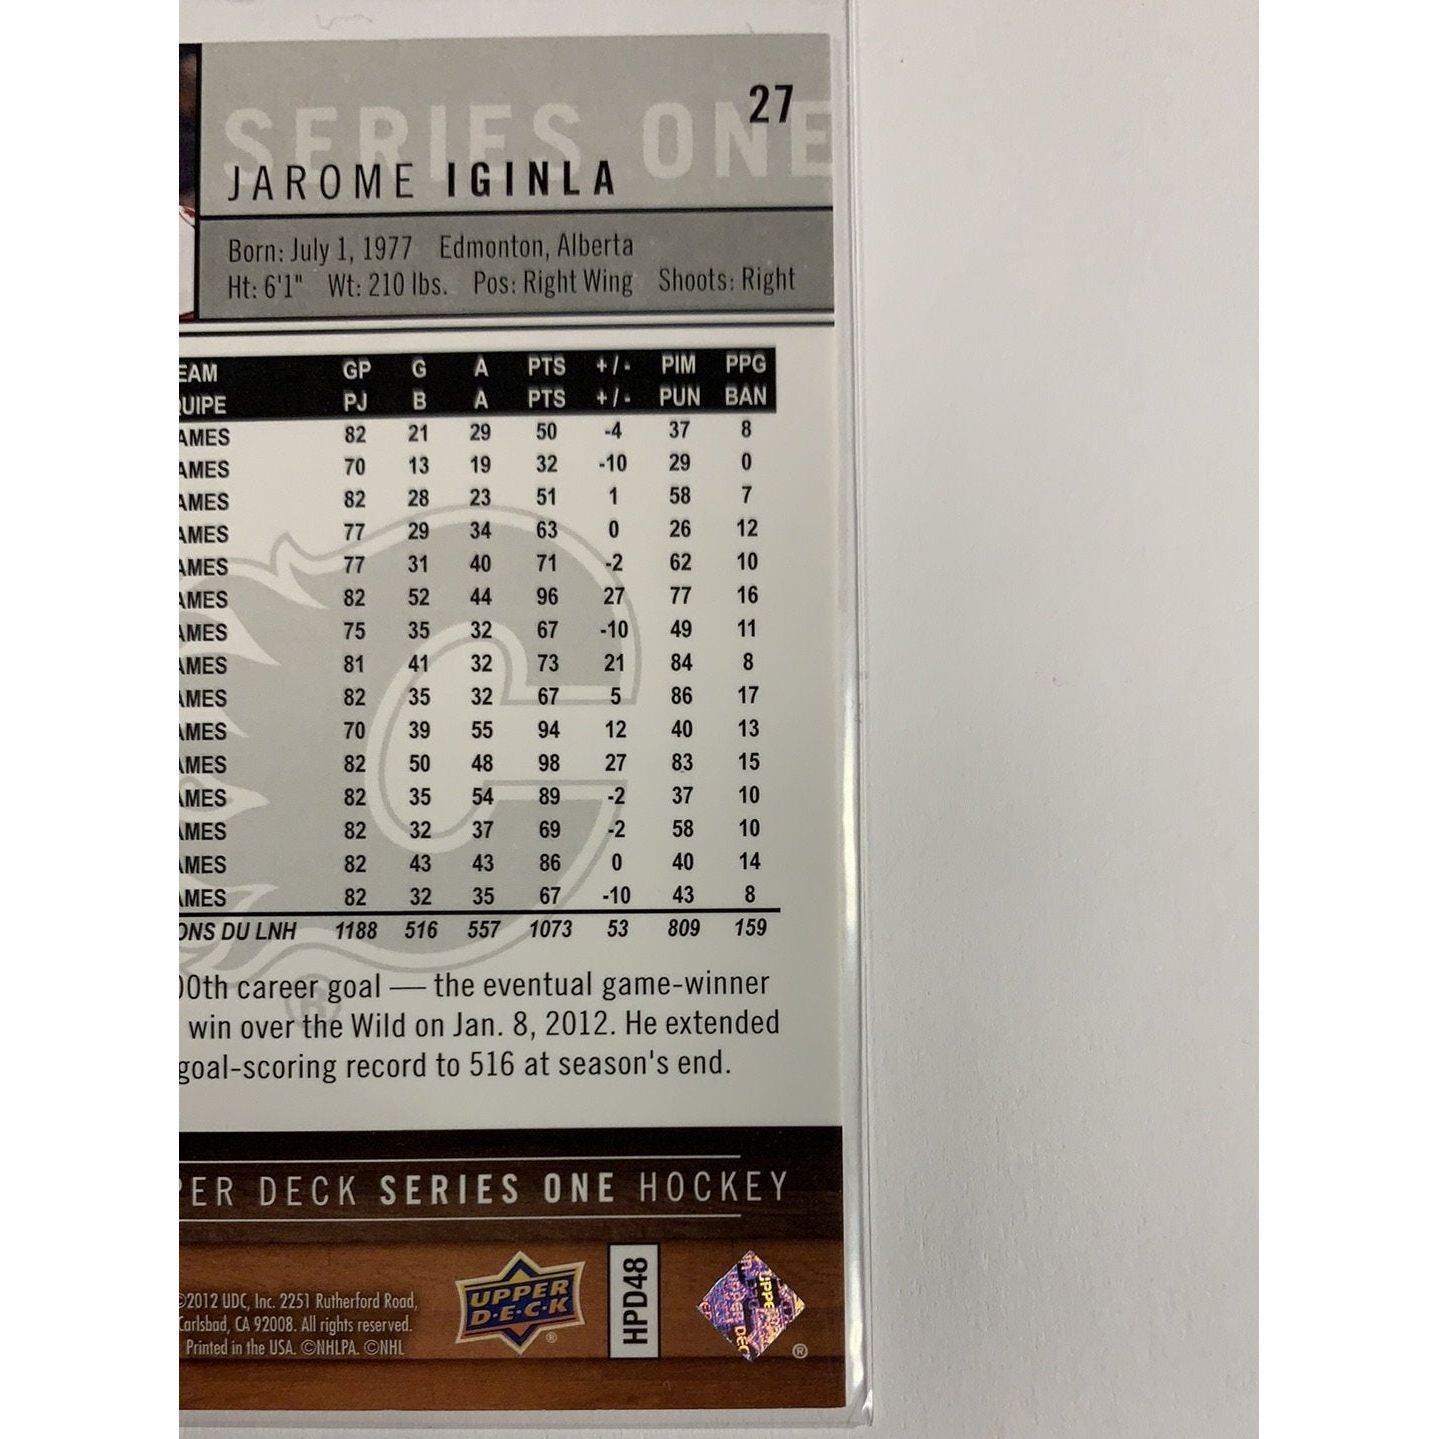 27
SERIES ONE
JAROME IGINLA
Born: July 1, 1977 Edmonton, Alberta
Ht: 6'1" Wt: 210 lbs. Pos: Right Wing Shoots: Right
EAM GP G A PTS +/- PIM PPG
UIPE PJ B A PTS +/- PUN BAN
AMES 82 21 29 50 -4 37 8
AMES 70 13 19 32 -10 29 0
AMES 82 28 23 51 1 58 7
AMES 77 29 34 63 0 26 12
AMES 77 31 40 71 -2 62 10
AMES 82 52 44 96 27 77 16
AMES 75 35 32 67 -10 49 11
AMES 81 41 32 73 21 84 8
AMES 82 35 32 67 5 86 17
AMES 70 39 55 94 12 40 13
AMES 82 50 48 98 27 83 15
AMES 82 35 54 89 -2 37 10
AMES 82 32 37 69 -2 58 10
AMES 82 43 43 86 0 40 14
AMES 82 32 35 67 -10 43 8
ONS DU LNH 1188 516 557 1073 53 809 159
0th career goal — the eventual game-winner
win over the Wild on Jan. 8, 2012. He extended
goal-scoring record to 516 at season's end.
PER DECK SERIES ONE HOCKEY
©2012 UDC, Inc. 2251 Rutherford Road,
Carlsbad, CA 92008. All rights reserved.
Printed in the USA. ©NHLPA. ©NHL
UPPER
D·E·C·K
®
HPD48
®